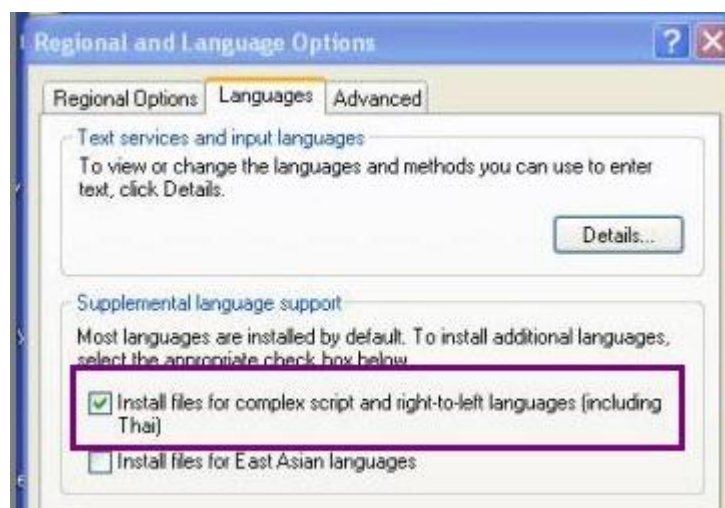 Regional and Language Options
Regional Options Languages Advanced
Text services and input languages
To view or change the languages and methods you can use to enter
text, click Details.
Details...
Supplemental language support
Most languages are installed by default. To install additional languages,
select the appropriate check box below.
Install files for complex script and right-to-left languages (including
Thai)
Install files for East Asian languages